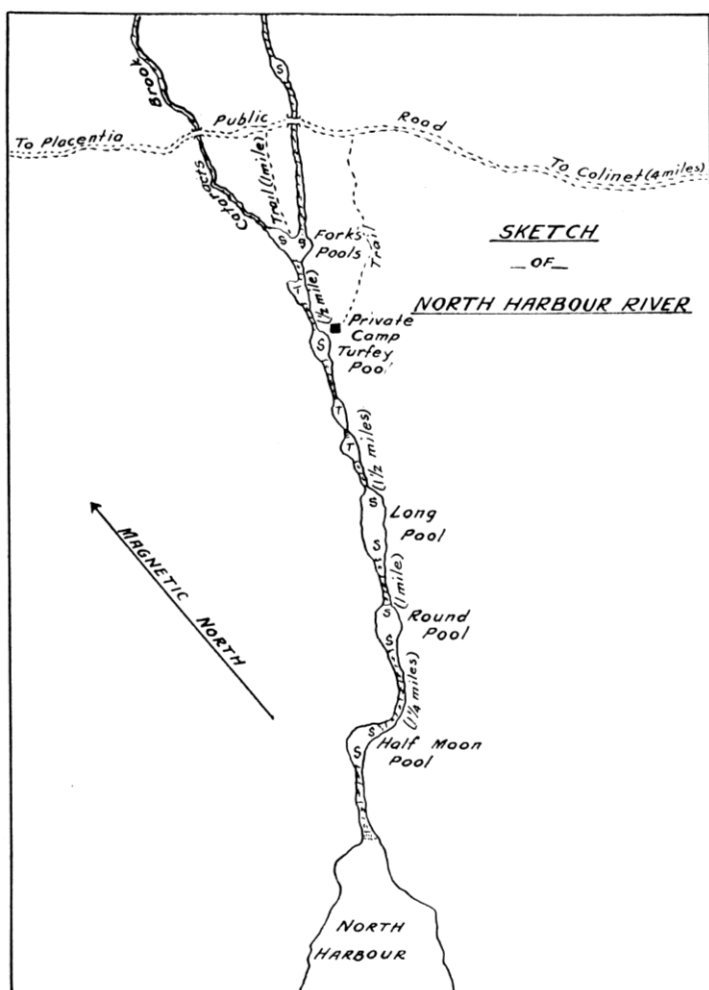 S
Brook
Public
Road
To Placentia
To Colinet (4 miles)
Cataracts
Trail (1 mile)
Trail
S S
Forks
Pools
SKETCH
OF
NORTH HARBOUR RIVER
T
(½ mile)
Private
Camp
S
Turfey
Pool
T
T
(1½ miles)
S
Long
Pool
S
(1 mile)
S
Round
Pool
S
MAGNETIC NORTH
(1¼ miles)
S
S
Half Moon
Pool
NORTH
HARBOUR